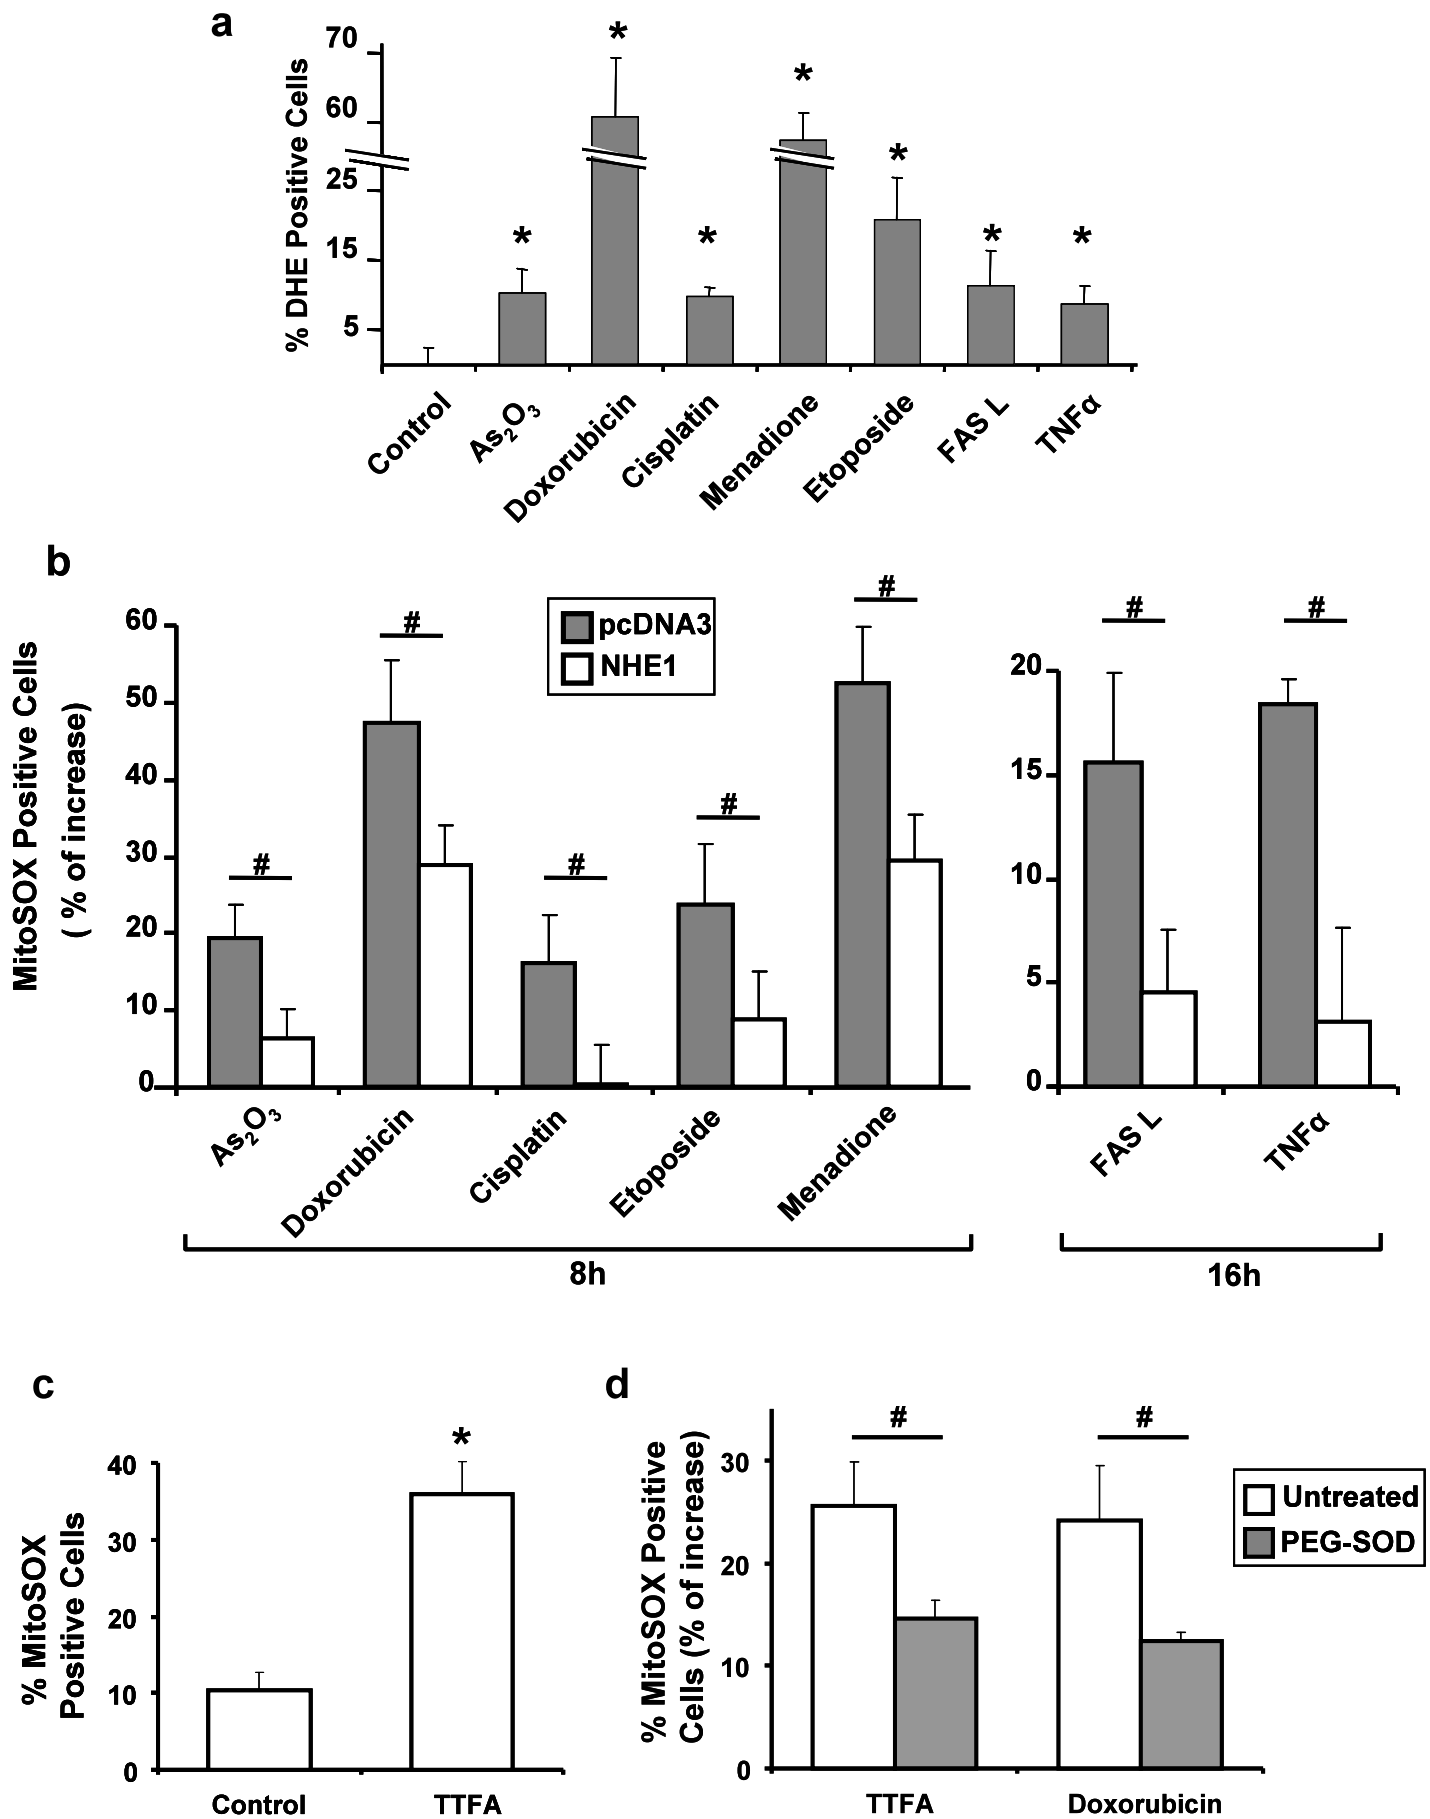 a
% DHE Positive Cells
70
60
25
15
5
*
*
*
*
*
*
*
Control
As2O3
Doxorubicin
Cisplatin
Menadione
Etoposide
FAS L
TNFα
b
MitoSOX Positive Cells
( % of increase)
pcDNA3
NHE1
60
50
40
30
20
10
0
#
#
#
#
#
As2O3
Doxorubicin
Cisplatin
Etoposide
Menadione
8h
20
15
10
5
0
#
#
FAS L
TNFα
16h
c
% MitoSOX
Positive Cells
40
30
20
10
0
*
Control
TTFA
d
% MitoSOX Positive
Cells (% of increase)
30
20
10
0
#
#
Untreated
PEG-SOD
TTFA
Doxorubicin